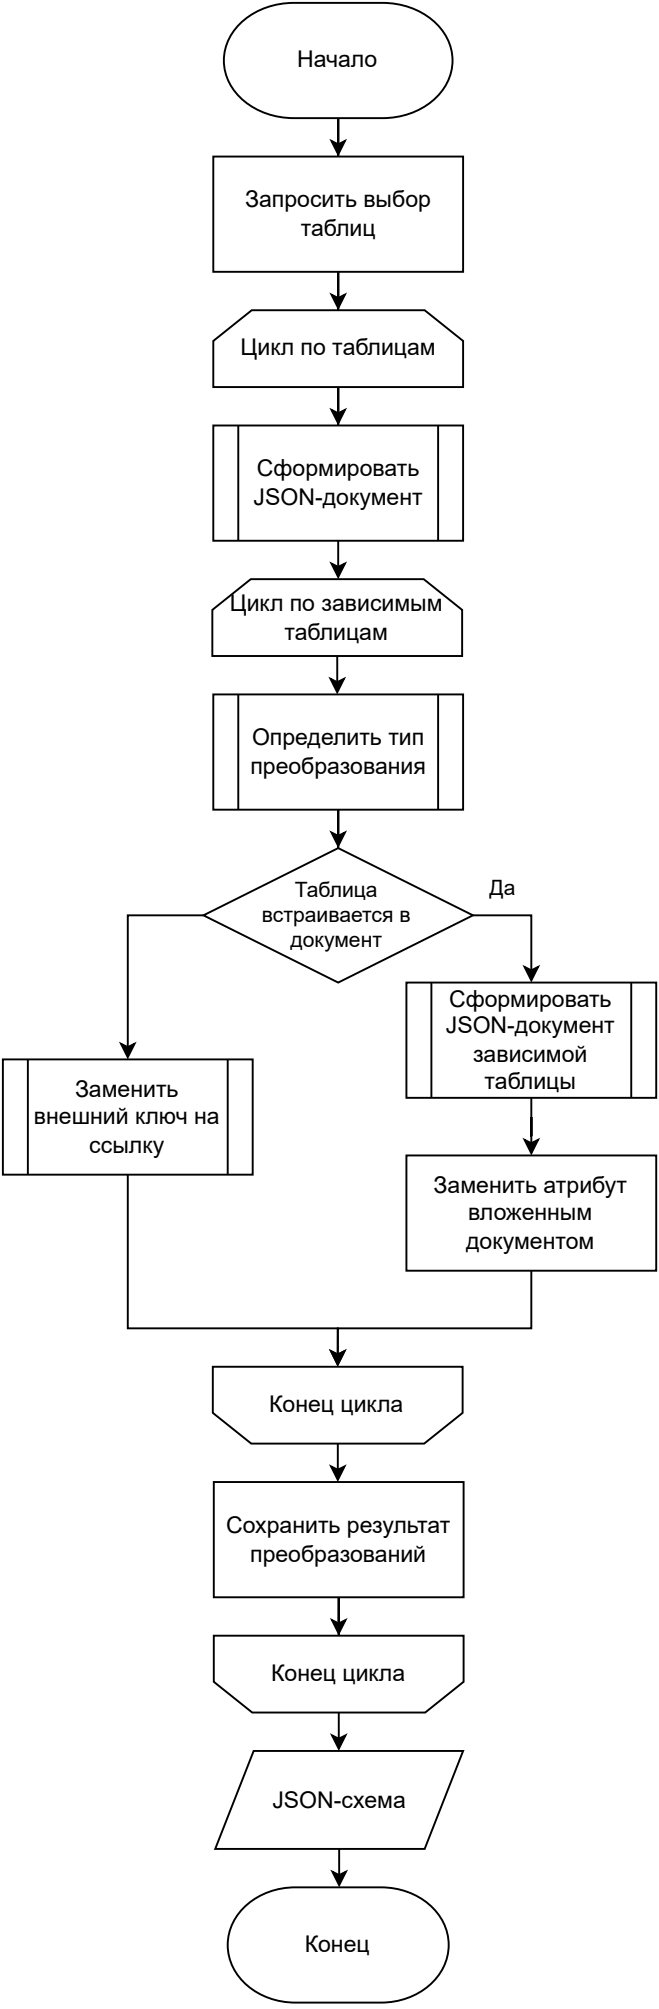 Начало
Запросить выбор
таблиц
Цикл по таблицам
Сформировать
JSON-документ
Цикл по зависимым
таблицам
Определить тип
преобразования
Таблица
встраивается в
документ
Да
Сформировать
JSON-документ
зависимой
таблицы
Заменить
внешний ключ на
ссылку
Заменить атрибут
вложенным
документом
Конец цикла
Сохранить результат
преобразований
Конец цикла
JSON-схема
Конец